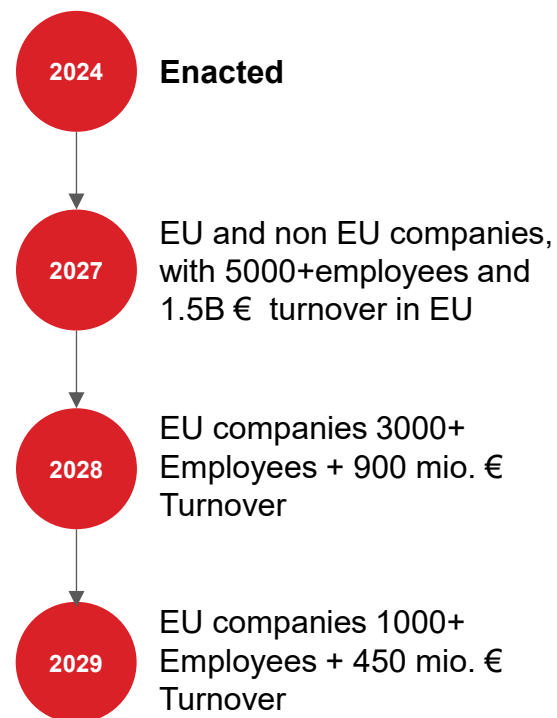 2024
Enacted
2027
EU and non EU companies,
with 5000+employees and
1.5B €  turnover in EU
2028
EU companies 3000+
Employees + 900 mio. €
Turnover
2029
EU companies 1000+
Employees + 450 mio. €
Turnover